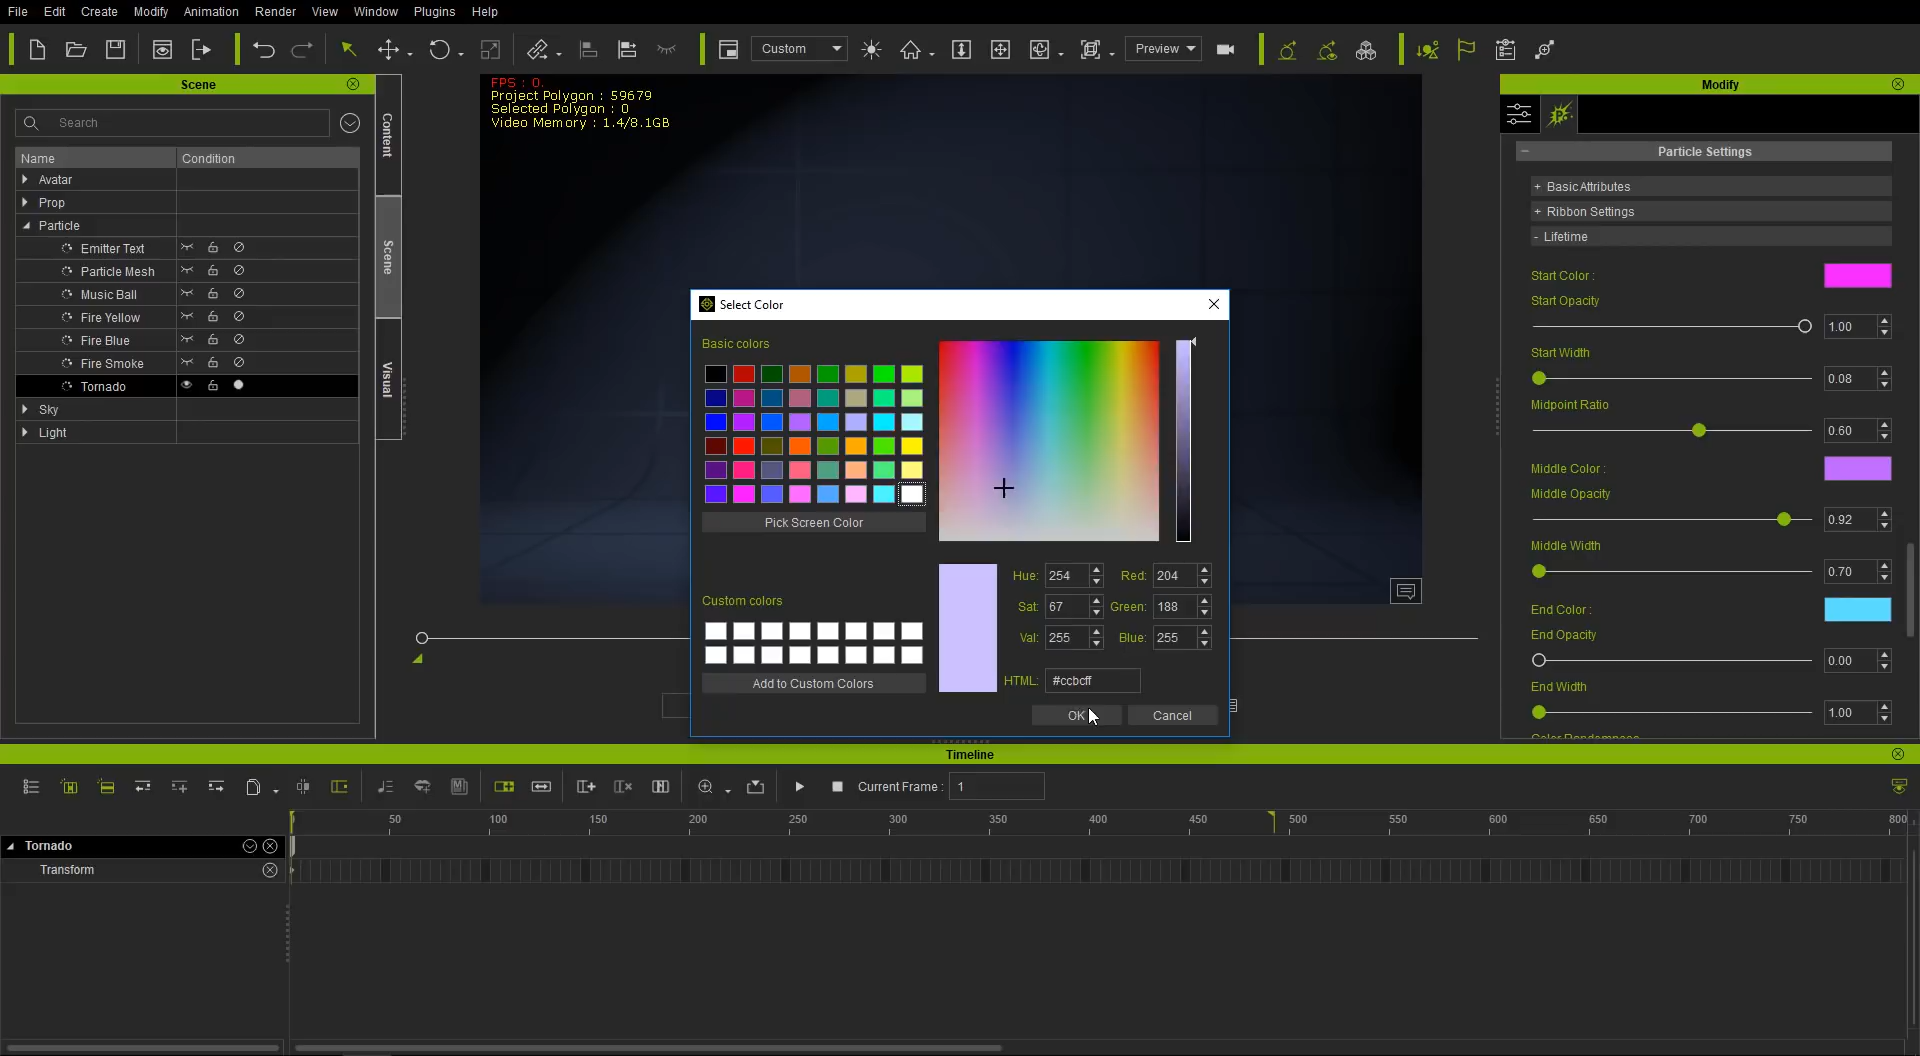 File Edit Create Modify Animation Render View Window Plugins Help
Custom
Preview
Scene
Search
Name Condition
Avatar
Prop
Particle
Emitter Text
Particle Mesh
Music Ball
Fire Yellow
Fire Blue
Fire Smoke
Tornado
Sky
Light
Content
Scene
Visual
FPS : 0.
Project Polygon : 59679
Selected Polygon : 0
Video Memory : 1.4/8.1GB
Select Color
Basic colors
Pick Screen Color
Custom colors
Add to Custom Colors
Hue: 254 Red: 204
Sat: 67 Green: 188
Val: 255 Blue: 255
HTML: #ccbcff
OK Cancel
Modify
Particle Settings
+ Basic Attributes
+ Ribbon Settings
- Lifetime
Start Color :
Start Opacity
1.00
Start Width
0.08
Midpoint Ratio
0.60
Middle Color :
Middle Opacity
0.92
Middle Width
0.70
End Color :
End Opacity
0.00
End Width
1.00
Color Randomness
Timeline
Current Frame : 1
50 100 150 200 250 300 350 400 450 500 550 600 650 700 750 800
Tornado
Transform